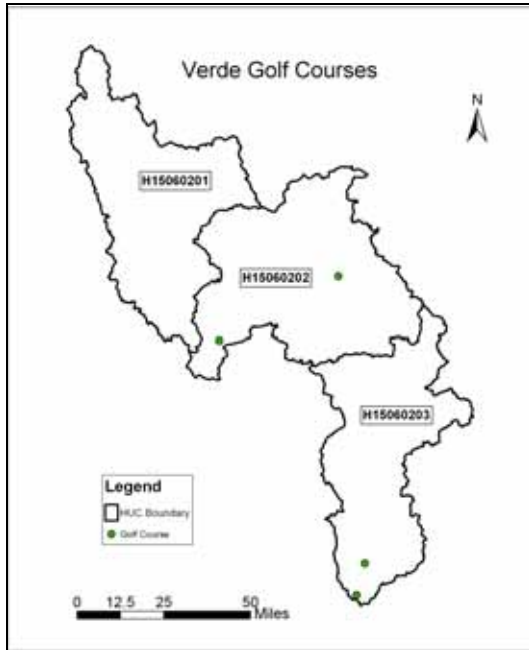 Verde Golf Courses
N
H15060201
H15060202
H15060203
Legend
HUC Boundary
Golf Course
0 12.5 25 50
Miles